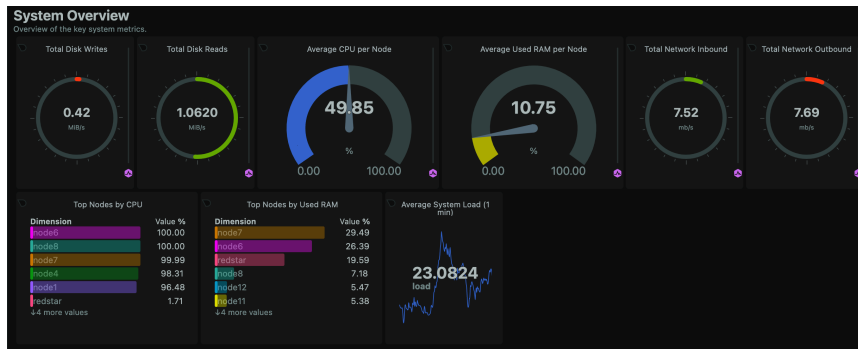 System Overview
Overview of the key system metrics.
Total Disk Writes
0.42
MiB/s
Total Disk Reads
1.0620
MiB/s
Average CPU per Node
49.85
%
0.00
100.00
Average Used RAM per Node
10.75
%
0.00
100.00
Total Network Inbound
7.52
mb/s
Total Network Outbound
7.69
mb/s
Top Nodes by CPU
Dimension Value %
node6 100.00
node8 100.00
node7 99.99
node4 98.31
node1 96.48
redstar 1.71
↓4 more values
Top Nodes by Used RAM
Dimension Value %
node7 29.49
node6 26.39
redstar 19.59
node8 7.18
node12 5.47
node11 5.38
↓4 more values
Average System Load (1
min)
23.0824
load